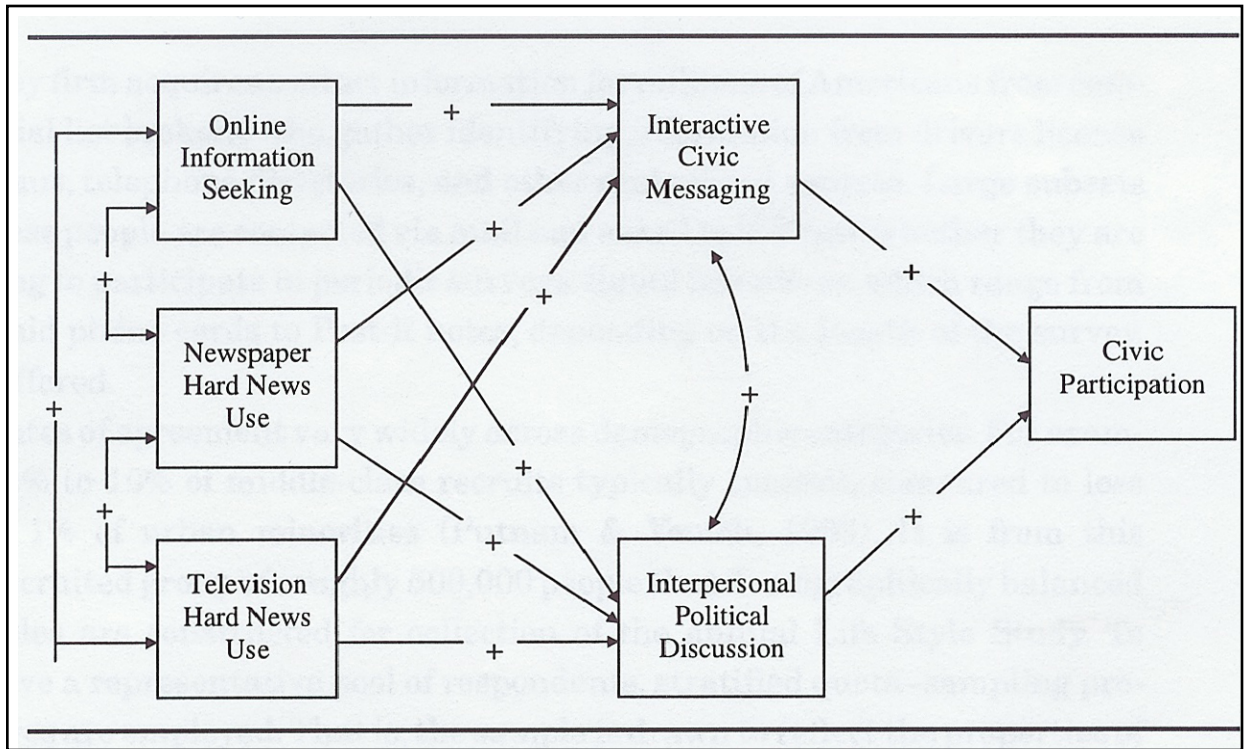 Online
Information
Seeking
Interactive
Civic
Messaging
+
+
+
+
+
Newspaper
Hard News
Use
Civic
Participation
+
+
+
+
+
+
Television
Hard News
Use
Interpersonal
Political
Discussion
+